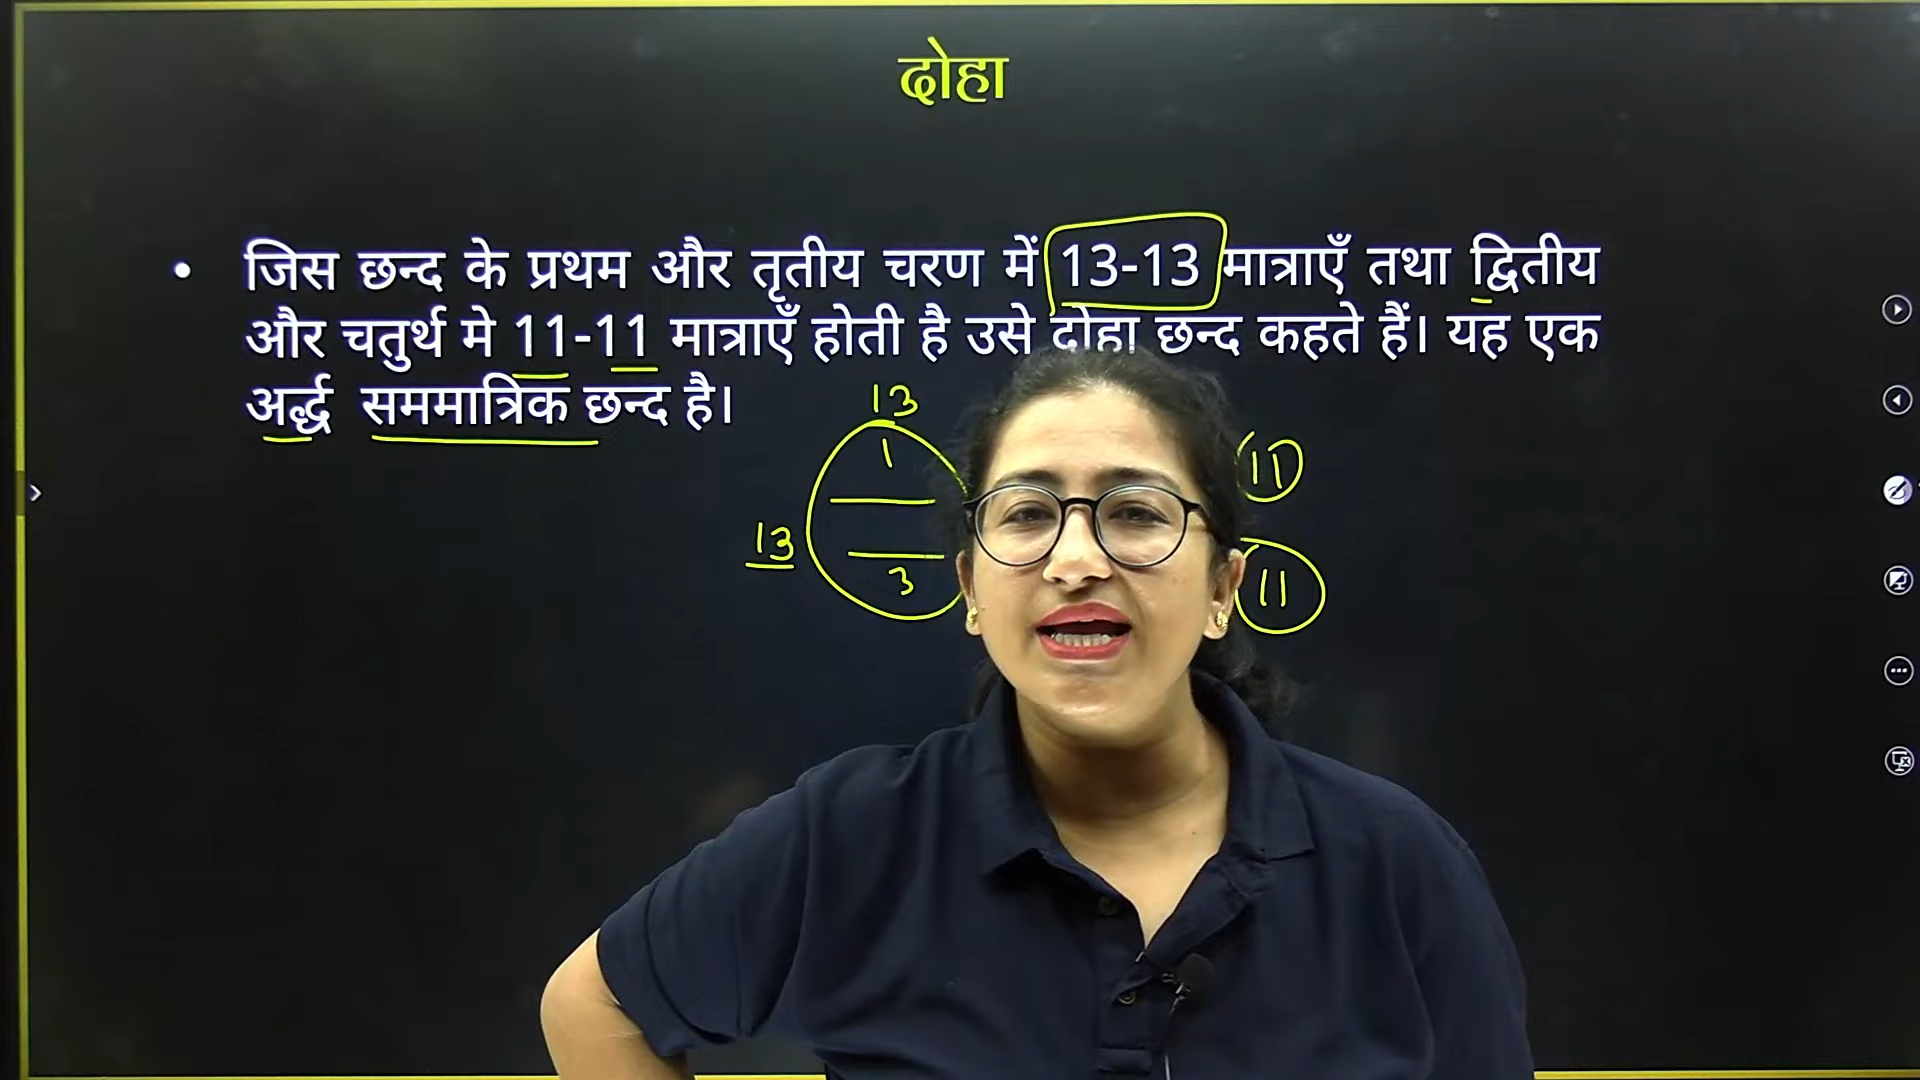 दोहा
• जिस छन्द के प्रथम और तृतीय चरण में 13-13 मात्राएँ तथा द्वितीय
और चतुर्थ मे 11-11 मात्राएँ होती है उसे दोहा छन्द कहते हैं। यह एक
अर्द्ध सममात्रिक छन्द है।
13
1
11
13
3
11